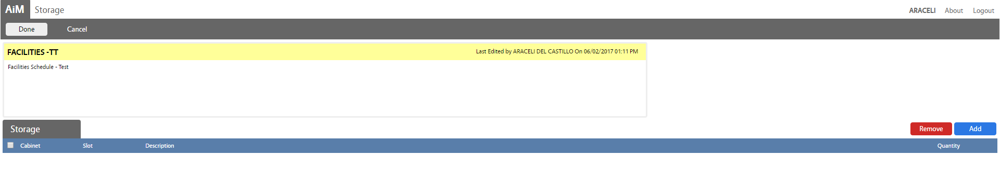 AiM Storage ARACELI About Logout
Done Cancel
FACILITIES -TT Last Edited by ARACELI DEL CASTILLO On 06/02/2017 01:11 PM
Facilities Schedule - Test
Storage Remove Add
Cabinet Slot Description Quantity